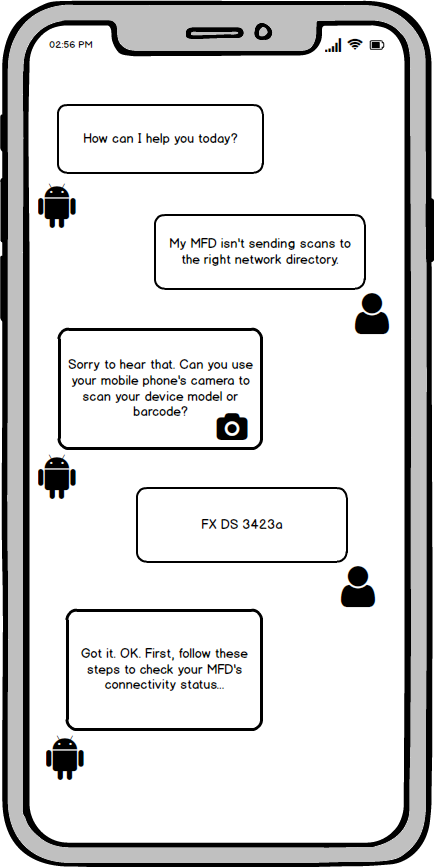 02:56 PM
How can I help you today?
My MFD isn't sending scans to
the right network directory.
Sorry to hear that. Can you use
your mobile phone's camera to
scan your device model or
barcode?
FX DS 3423a
Got it. OK. First, follow these
steps to check your MFD's
connectivity status...